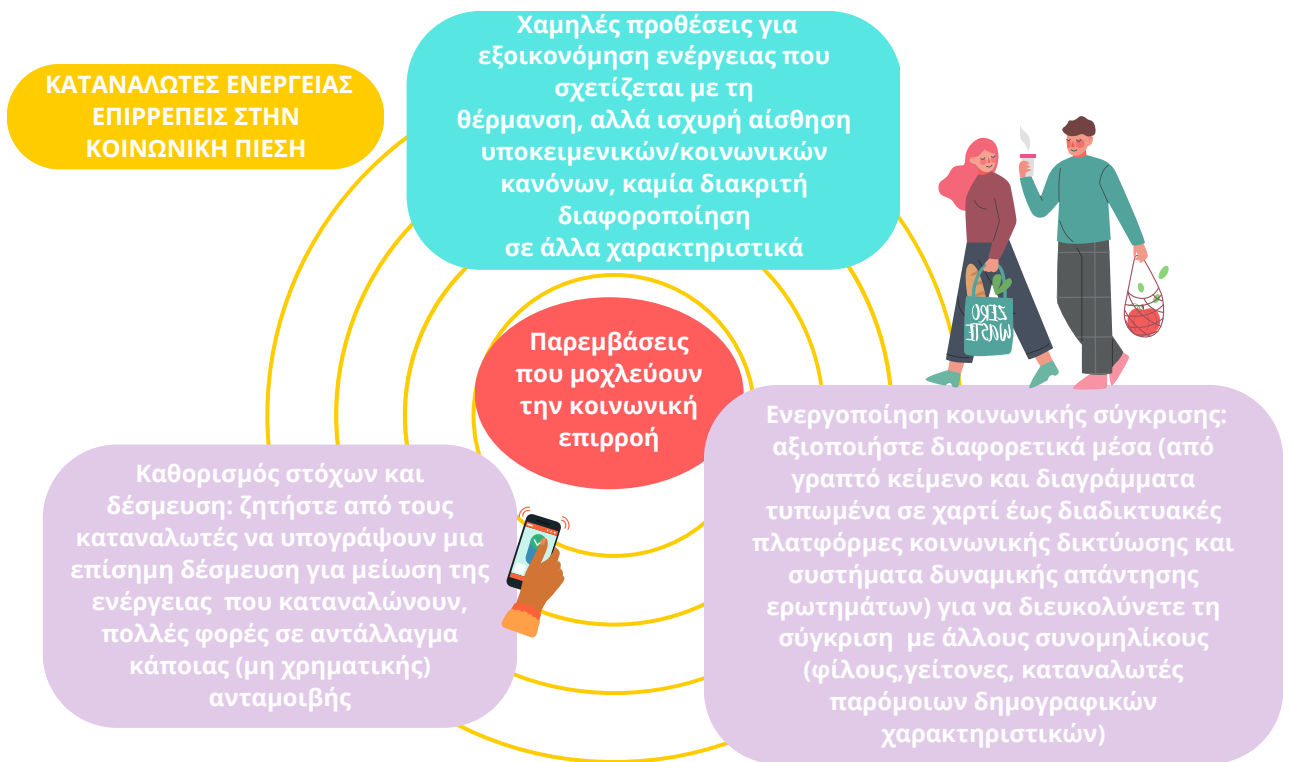 ΚΑΤΑΝΑΛΩΤΕΣ ΕΝΕΡΓΕΙΑΣ
ΕΠΙΡΡΕΠΕΙΣ ΣΤΗΝ
ΚΟΙΝΩΝΙΚΗ ΠΙΕΣΗ
Χαμηλές προθέσεις για
εξοικονόμηση ενέργειας που
σχετίζεται με τη
θέρμανση, αλλά ισχυρή αίσθηση
υποκειμενικών/κοινωνικών
κανόνων, καμία διακριτή
διαφοροποίηση
σε άλλα χαρακτηριστικά
ZERO
WASTE
Παρεμβάσεις
που μοχλεύουν
την κοινωνική
επιρροή
Καθορισμός στόχων και
δέσμευση: ζητήστε από τους
καταναλωτές να υπογράψουν μια
επίσημη δέσμευση για μείωση της
ενέργειας  που καταναλώνουν,
πολλές φορές σε αντάλλαγμα
κάποιας (μη χρηματικής)
ανταμοιβής
Ενεργοποίηση κοινωνικής σύγκρισης:
αξιοποιήστε διαφορετικά μέσα (από
γραπτό κείμενο και διαγράμματα
τυπωμένα σε χαρτί έως διαδικτυακές
πλατφόρμες κοινωνικής δικτύωσης και
συστήματα δυναμικής απάντησης
ερωτημάτων) για να διευκολύνετε τη
σύγκριση  με άλλους συνομηλίκους
(φίλους,γείτονες, καταναλωτές
παρόμοιων δημογραφικών
χαρακτηριστικών)